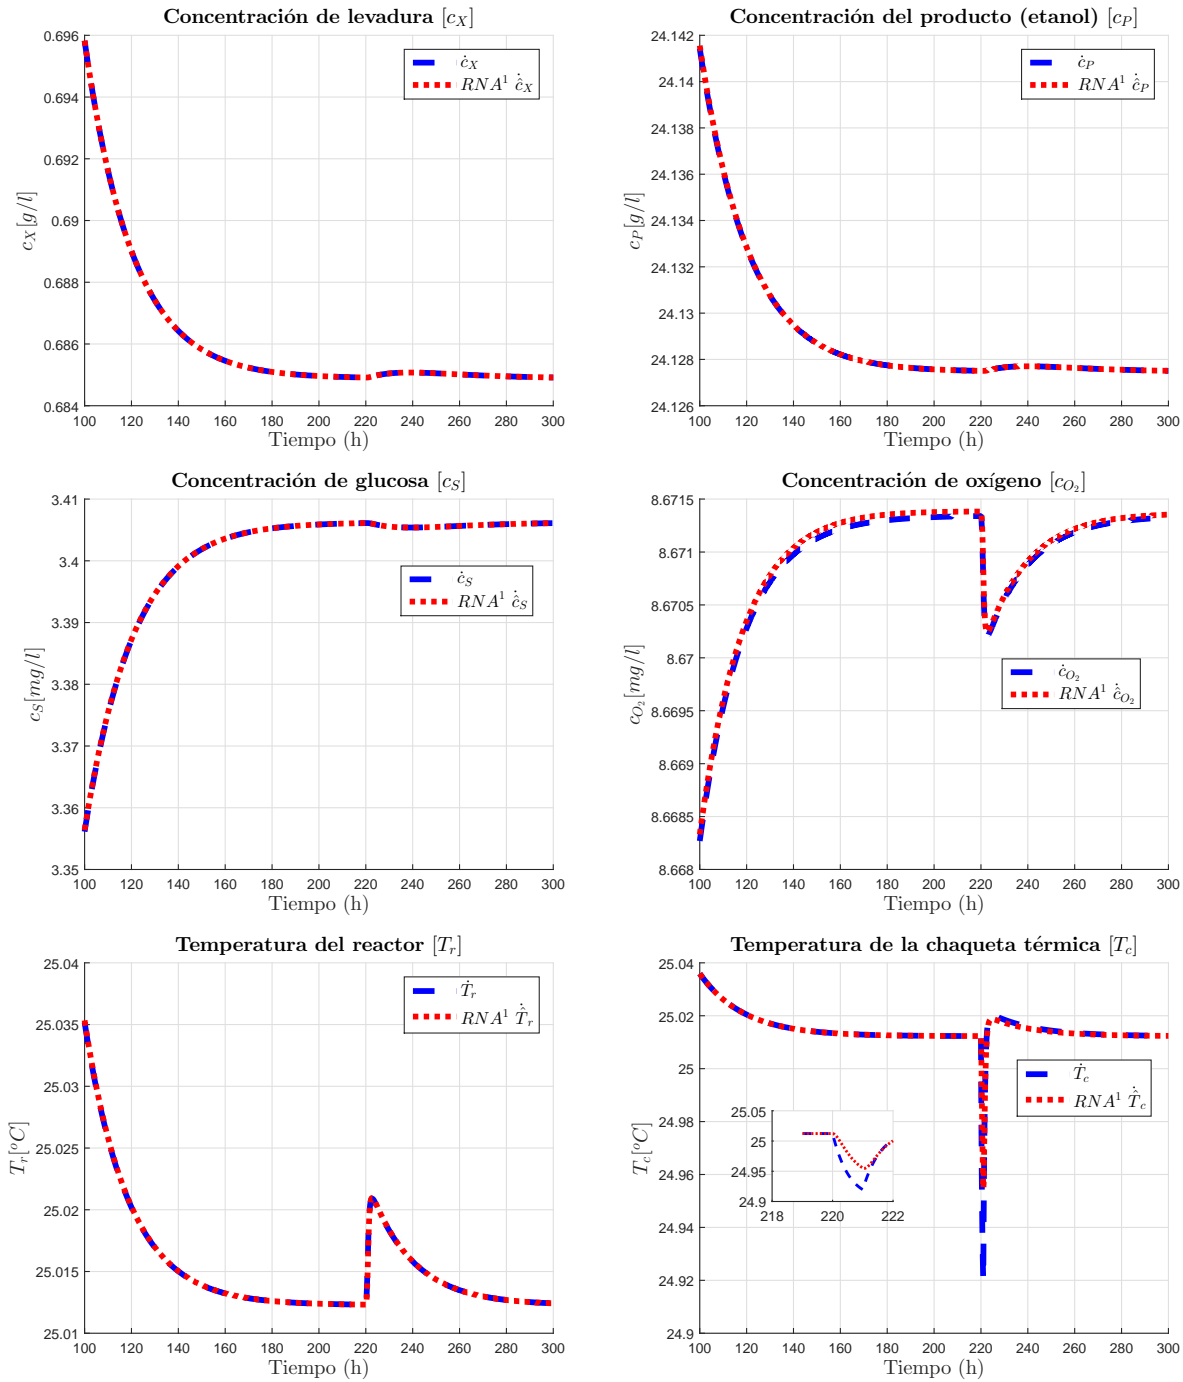 Concentración de levadura [c_X]
0.696
0.694
0.692
0.69
0.688
0.686
0.684
c_X[g/l]
ċ_X
RNA¹ ĉ̇_X
100 120 140 160 180 200 220 240 260 280 300
Tiempo (h)
Concentración del producto (etanol) [c_P]
24.142
24.14
24.138
24.136
24.134
24.132
24.13
24.128
24.126
c_P[g/l]
ċ_P
RNA¹ ĉ̇_P
100 120 140 160 180 200 220 240 260 280 300
Tiempo (h)
Concentración de glucosa [c_S]
3.41
3.4
3.39
3.38
3.37
3.36
3.35
c_S[mg/l]
ċ_S
RNA¹ ĉ̇_S
100 120 140 160 180 200 220 240 260 280 300
Tiempo (h)
Concentración de oxígeno [c_{O_2}]
8.6715
8.671
8.6705
8.67
8.6695
8.669
8.6685
8.668
c_{O_2}[mg/l]
ċ_{O_2}
RNA¹ ĉ̇_{O_2}
100 120 140 160 180 200 220 240 260 280 300
Tiempo (h)
Temperatura del reactor [T_r]
25.04
25.035
25.03
25.025
25.02
25.015
25.01
T_r[°C]
Ṫ_r
RNA¹ T̂̇_r
100 120 140 160 180 200 220 240 260 280 300
Tiempo (h)
Temperatura de la chaqueta térmica [T_c]
25.04
25.02
25
24.98
24.96
24.94
24.92
24.9
T_c[°C]
Ṫ_c
RNA¹ T̂̇_c
25.05
25
24.95
24.9
218 220 222
100 120 140 160 180 200 220 240 260 280 300
Tiempo (h)